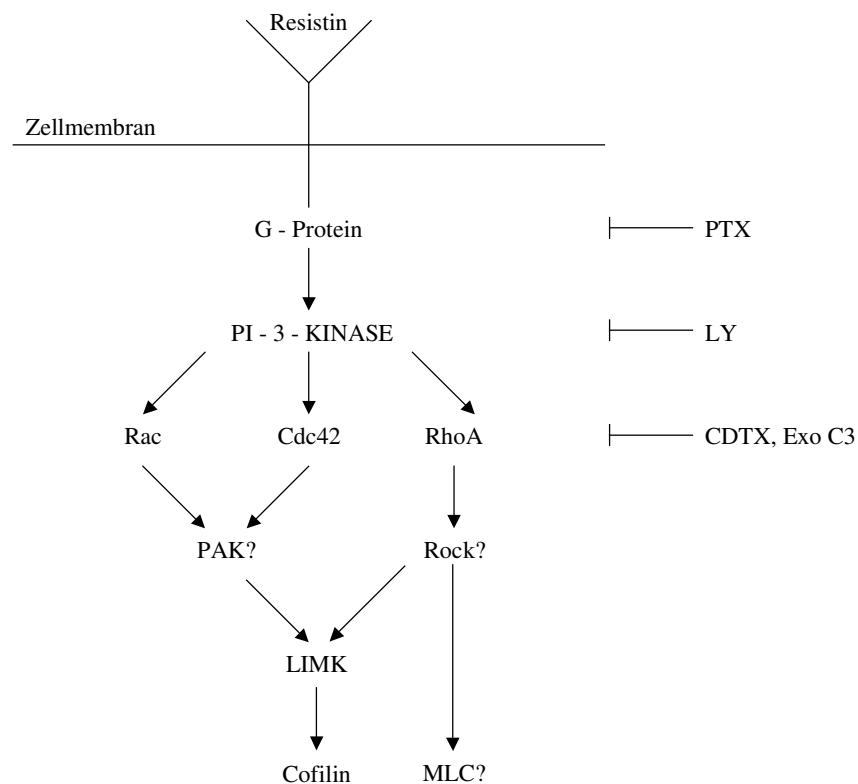 Resistin
Zellmembran
G - Protein
PTX
PI - 3 - KINASE
LY
Rac
Cdc42
RhoA
CDTX, Exo C3
PAK?
Rock?
LIMK
Cofilin
MLC?